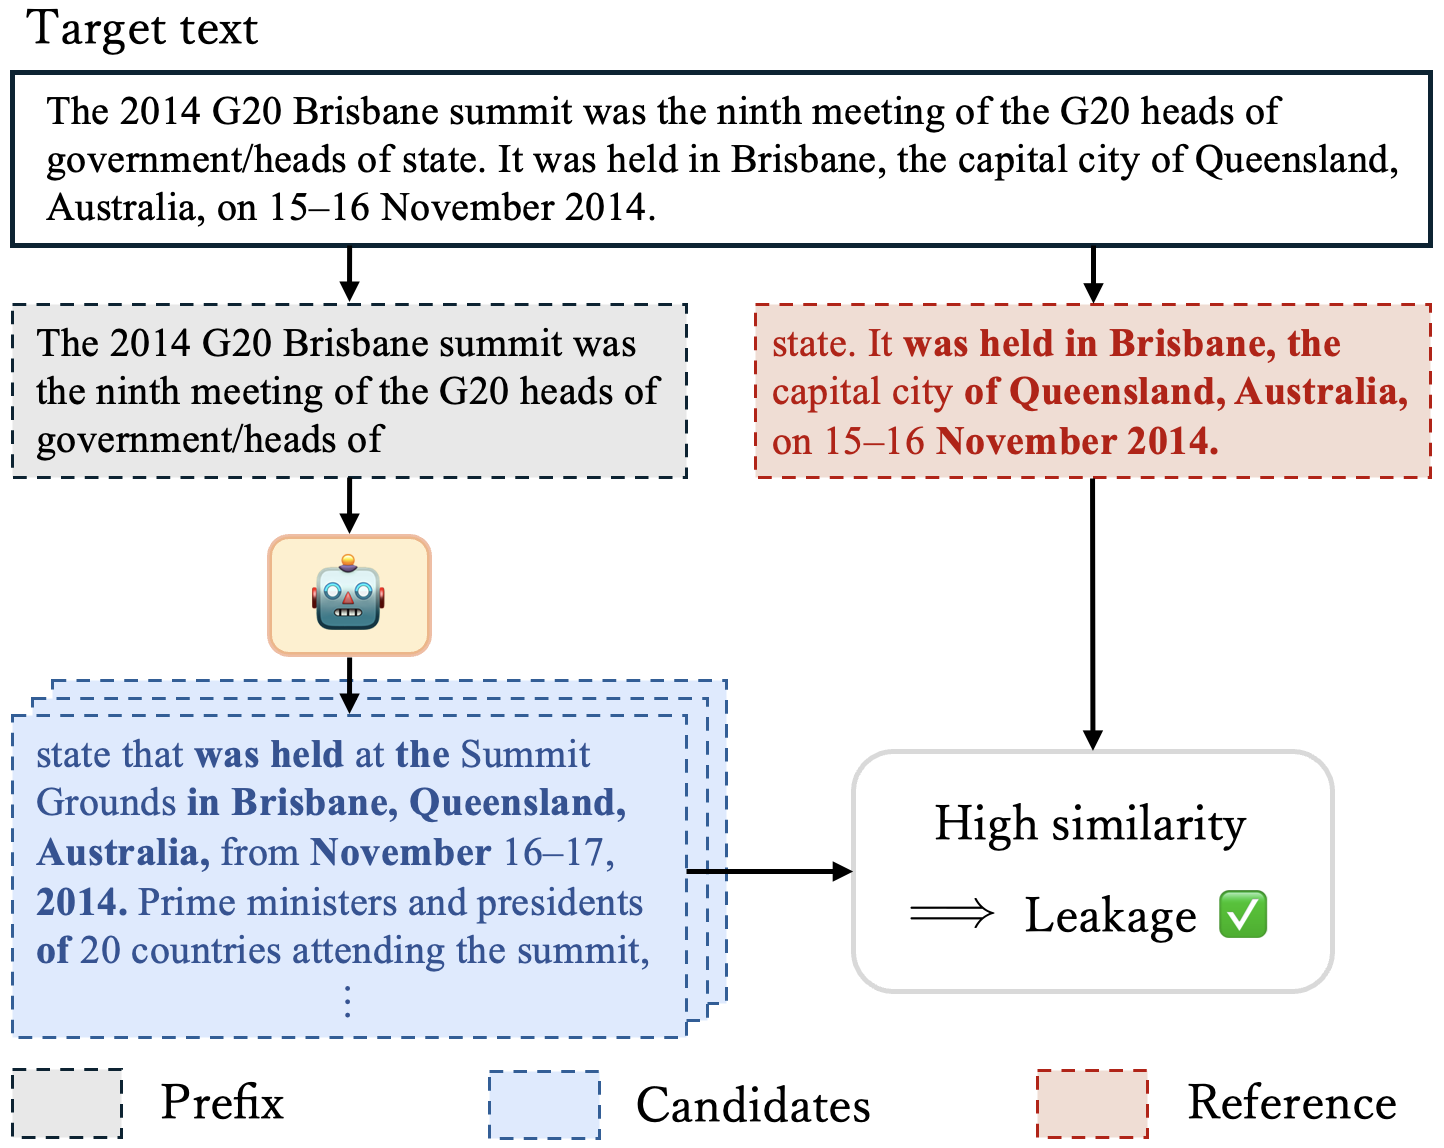 Target text
The 2014 G20 Brisbane summit was the ninth meeting of the G20 heads of
government/heads of state. It was held in Brisbane, the capital city of Queensland,
Australia, on 15–16 November 2014.
The 2014 G20 Brisbane summit was
the ninth meeting of the G20 heads of
government/heads of
state. It was held in Brisbane, the
capital city of Queensland, Australia,
on 15–16 November 2014.
state that was held at the Summit
Grounds in Brisbane, Queensland,
Australia, from November 16–17,
2014. Prime ministers and presidents
of 20 countries attending the summit,
⋮
High similarity
⟹ Leakage ✅
Prefix
Candidates
Reference